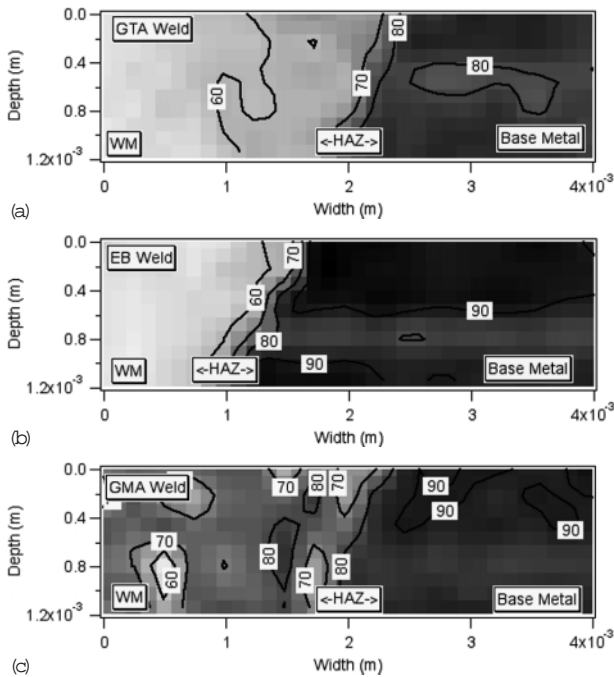 0.0
GTA Weld
80
Depth (m)
0.4
70
80
60
0.8
WM
<-HAZ->
Base Metal
1.2x10⁻³
0 1 2 3 4x10⁻³
(a)
Width (m)
0.0
EB Weld
70
Depth (m)
0.4
60
90
0.8
80
WM
<-HAZ->
90
Base Metal
1.2x10⁻³
0 1 2 3 4x10⁻³
(b)
Width (m)
0.0
GMA Weld
70
80
70
90
Depth (m)
0.4
90
90
70
80
0.8
60
70
80
WM
<-HAZ->
Base Metal
1.2x10⁻³
0 1 2 3 4x10⁻³
(c)
Width (m)